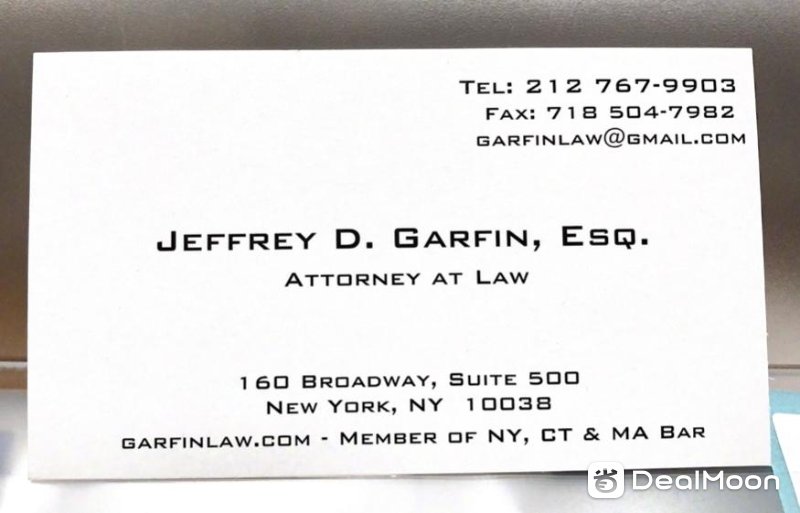 TEL: 212 767-9903
FAX: 718 504-7982
GARFINLAW@GMAIL.COM
JEFFREY D. GARFIN, ESQ.
ATTORNEY AT LAW
160 BROADWAY, SUITE 500
NEW YORK, NY 10038
GARFINLAW.COM - MEMBER OF NY, CT & MA BAR
省 DealMoon